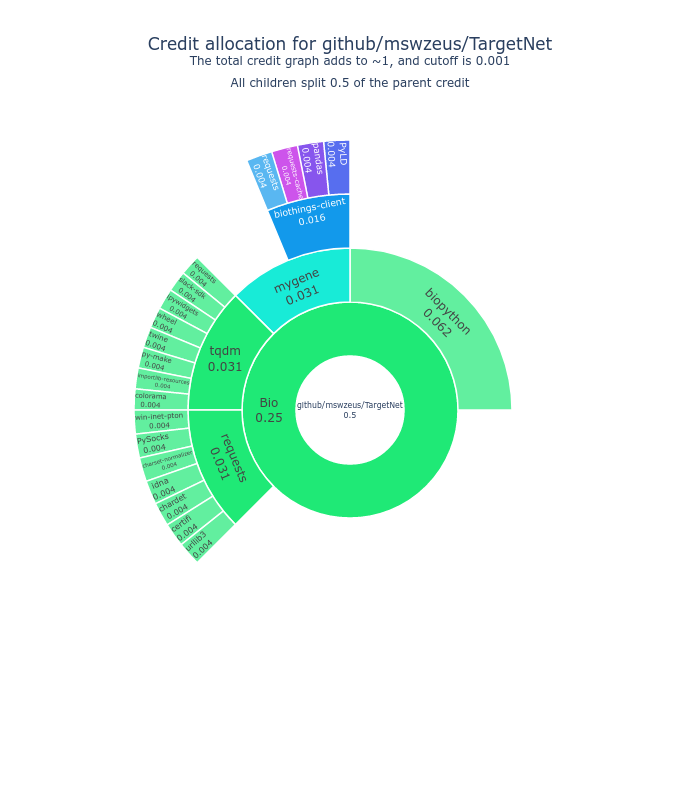 Credit allocation for github/mswzeus/TargetNet
The total credit graph adds to ~1, and cutoff is 0.001
All children split 0.5 of the parent credit
github/mswzeus/TargetNet
0.5
Bio
0.25
biopython
0.062
mygene
0.031
tqdm
0.031
requests
0.031
biothings-client
0.016
requests
0.004
requests-cache
0.004
pandas
0.004
PyLD
0.004
requests
0.004
slack-sdk
0.004
ipywidgets
0.004
wheel
0.004
twine
0.004
py-make
0.004
importlib-resources
0.004
colorama
0.004
win-inet-pton
0.004
PySocks
0.004
charset-normalizer
0.004
idna
0.004
chardet
0.004
certifi
0.004
urllib3
0.004